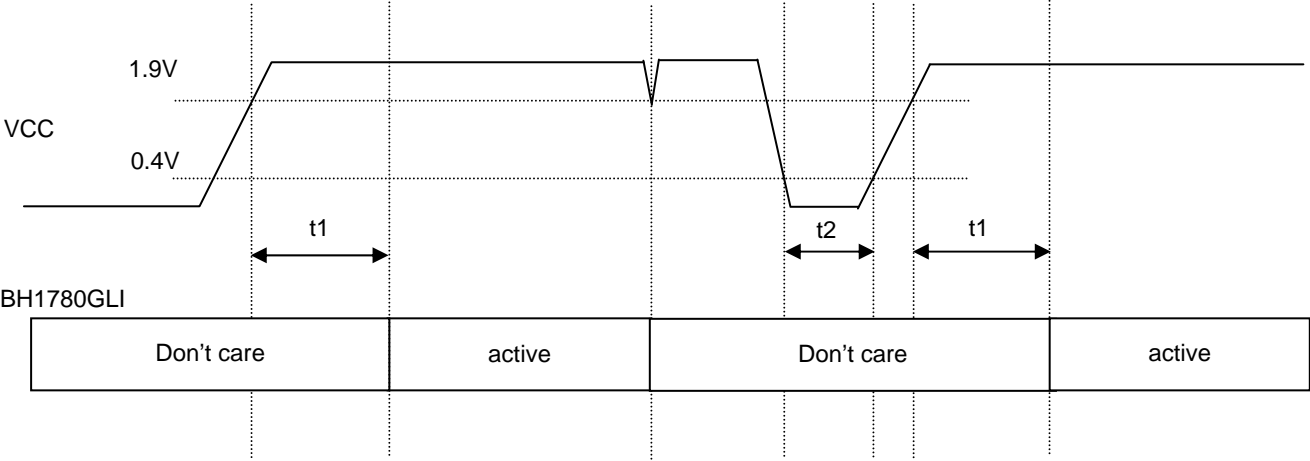 1.9V
VCC
0.4V
t1
t2
t1
BH1780GLI
Don’t care
active
Don’t care
active